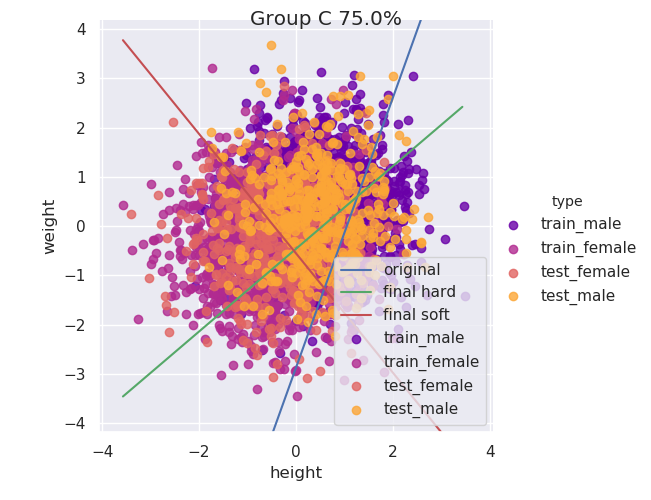 Group C 75.0%
4
3
2
1
0
−1
−2
−3
−4
weight
−4
−2
0
2
4
height
original
final hard
final soft
train_male
train_female
test_female
test_male
type
train_male
train_female
test_female
test_male